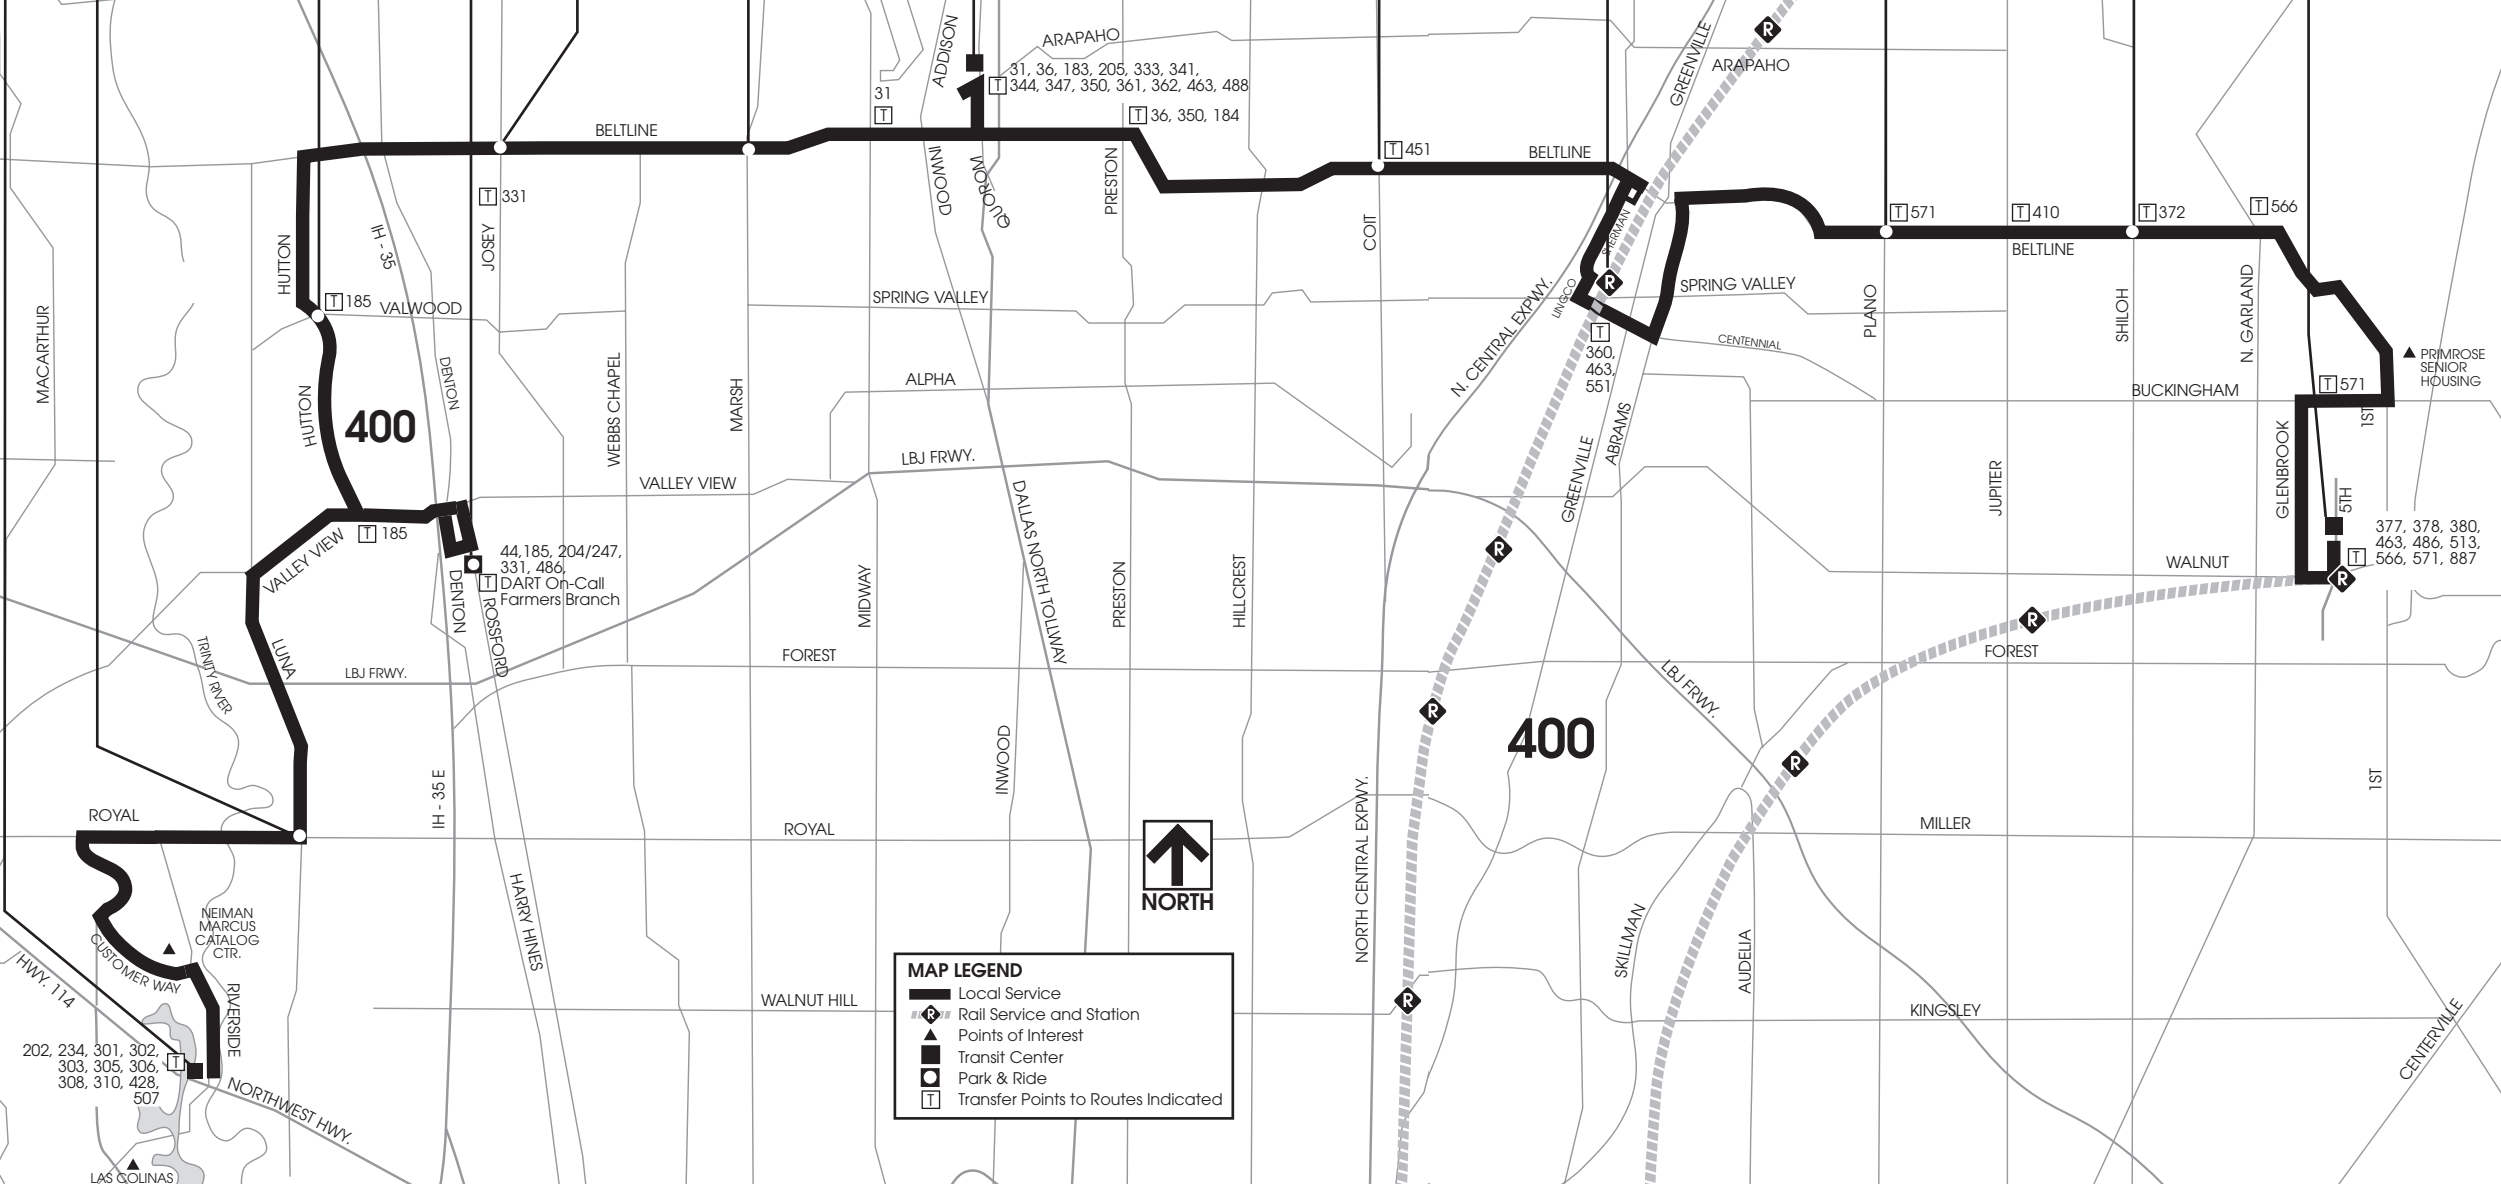 ADDISON
ARAPAHO
GREENVILLE
ARAPAHO
31, 36, 183, 205, 333, 341,
T 344, 347, 350, 361, 362, 463, 488
31
T
T 36, 350, 184
BELTLINE
INWOOD
QUOROM
PRESTON
T 451
BELTLINE
COIT
SHERMAN
T 331
T 571
T 410
T 372
T 566
BELTLINE
HUTTON
IH - 35
JOSEY
T 185
VALWOOD
SPRING VALLEY
SPRING VALLEY
LINGCO
N. CENTRAL EXPWY.
PLANO
SHILOH
N. GARLAND
MACARTHUR
T
360,
463,
551
CENTENNIAL
PRIMROSE
SENIOR
HOUSING
DENTON
WEBBS CHAPEL
MARSH
ALPHA
BUCKINGHAM
T 571
1ST
HUTTON
400
ABRAMS
GREENVILLE
GLENBROOK
LBJ FRWY.
VALLEY VIEW
DALLAS NORTH TOLLWAY
JUPITER
5TH
377, 378, 380,
463, 486, 513,
T 566, 571, 887
WALNUT
T 185
VALLEY VIEW
44,185, 204/247,
331, 486,
T DART On-Call
Farmers Branch
DENTON
ROSSFORD
MIDWAY
PRESTON
HILLCREST
TRINITY RIVER
LUNA
LBJ FRWY.
FOREST
FOREST
LBJ FRWY.
400
INWOOD
IH - 35 E
1ST
ROYAL
ROYAL
MILLER
NORTH CENTRAL EXPWY.
NORTH
HARRY HINES
NEIMAN
MARCUS
CATALOG
CTR.
CUSTOMER WAY
HWY. 114
RIVERSIDE
SKILLMAN
AUDELIA
WALNUT HILL
KINGSLEY
CENTERVILLE
MAP LEGEND
Local Service
R Rail Service and Station
Points of Interest
Transit Center
Park & Ride
T Transfer Points to Routes Indicated
202, 234, 301, 302, T
303, 305, 306,
308, 310, 428,
507
NORTHWEST HWY.
LAS COLINAS
R
R
R
R
R
R
R
R